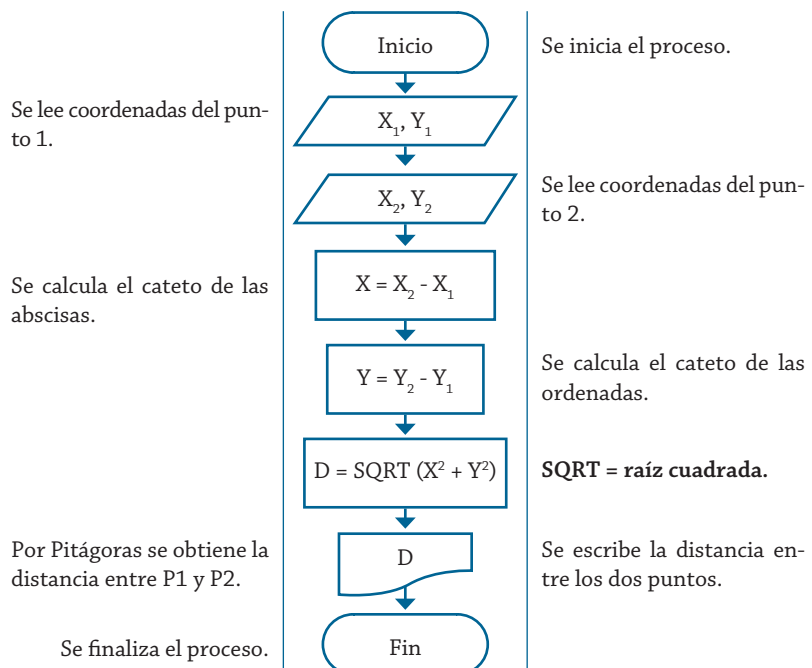 Inicio
Se inicia el proceso.
Se lee coordenadas del pun-
to 1.
X₁, Y₁
X₂, Y₂
Se lee coordenadas del pun-
to 2.
Se calcula el cateto de las
abscisas.
X = X₂ - X₁
Y = Y₂ - Y₁
Se calcula el cateto de las
ordenadas.
D = SQRT (X² + Y²)
SQRT = raíz cuadrada.
Por Pitágoras se obtiene la
distancia entre P1 y P2.
D
Se escribe la distancia en-
tre los dos puntos.
Se finaliza el proceso.
Fin